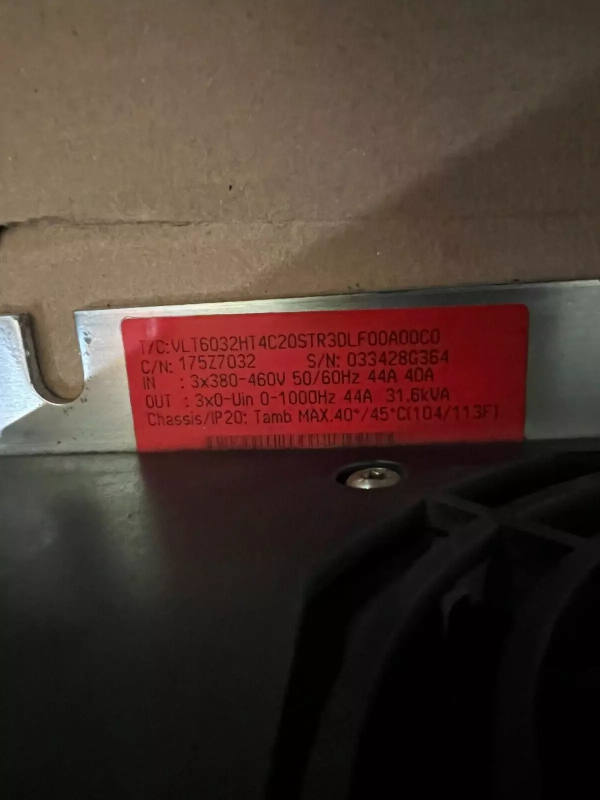 T/C:VLT6032HT4C20STR3DLF00A00C0
C/N: 175Z7032 S/N: 033428G364
IN : 3x380-460V 50/60Hz 44A 40A
OUT : 3x0-Uin 0-1000Hz 44A 31.6kVA
Chassis/IP20: Tamb MAX.40°/45°C(104/113F)